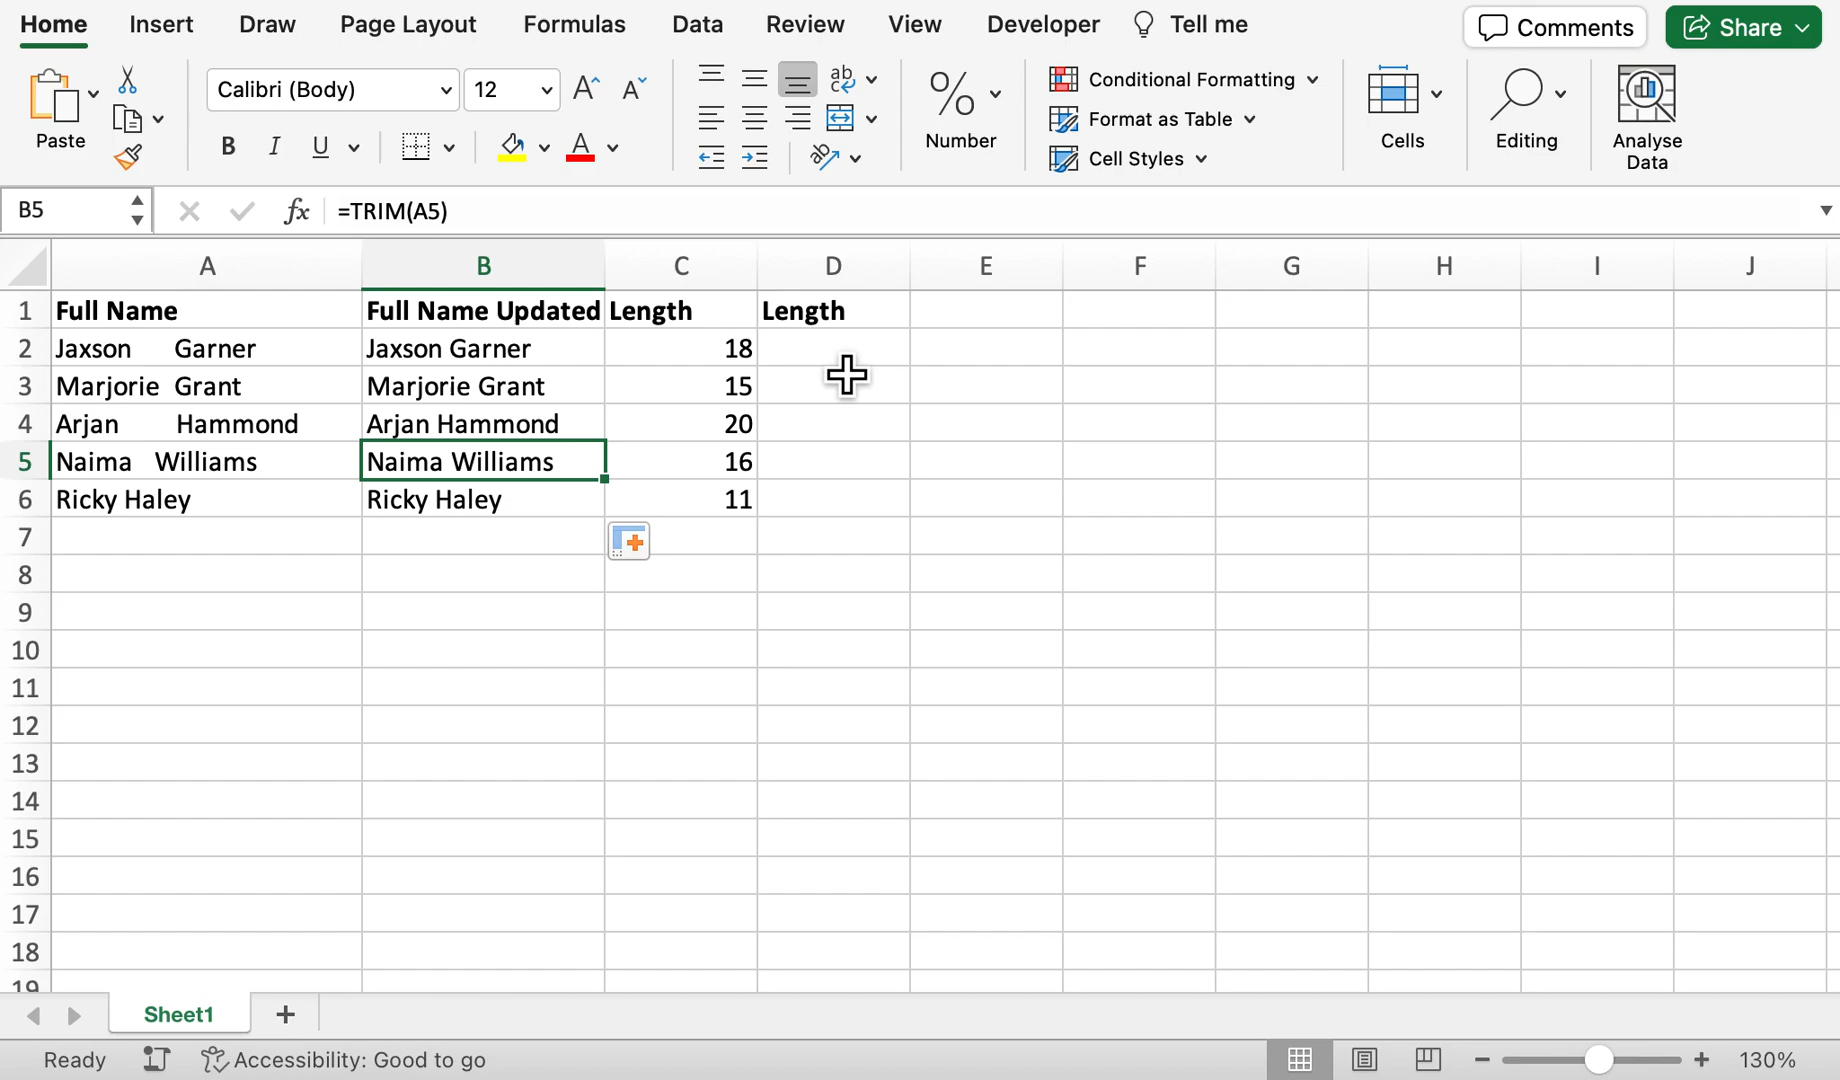 Home Insert Draw Page Layout Formulas Data Review View Developer Tell me Comments Share
Calibri (Body) 12 A A ab c Conditional Formatting
Format as Table
Paste B I U A ab % Number Cell Styles Cells Editing Analyse
Data
B5 fx =TRIM(A5)
A B C D E F G H I J
1 Full Name Full Name Updated Length Length
2 Jaxson Garner Jaxson Garner 18
3 Marjorie Grant Marjorie Grant 15
4 Arjan Hammond Arjan Hammond 20
5 Naima Williams Naima Williams 16
6 Ricky Haley Ricky Haley 11
7
8
9
10
11
12
13
14
15
16
17
18
19
Sheet1 +
Ready Accessibility: Good to go 130%